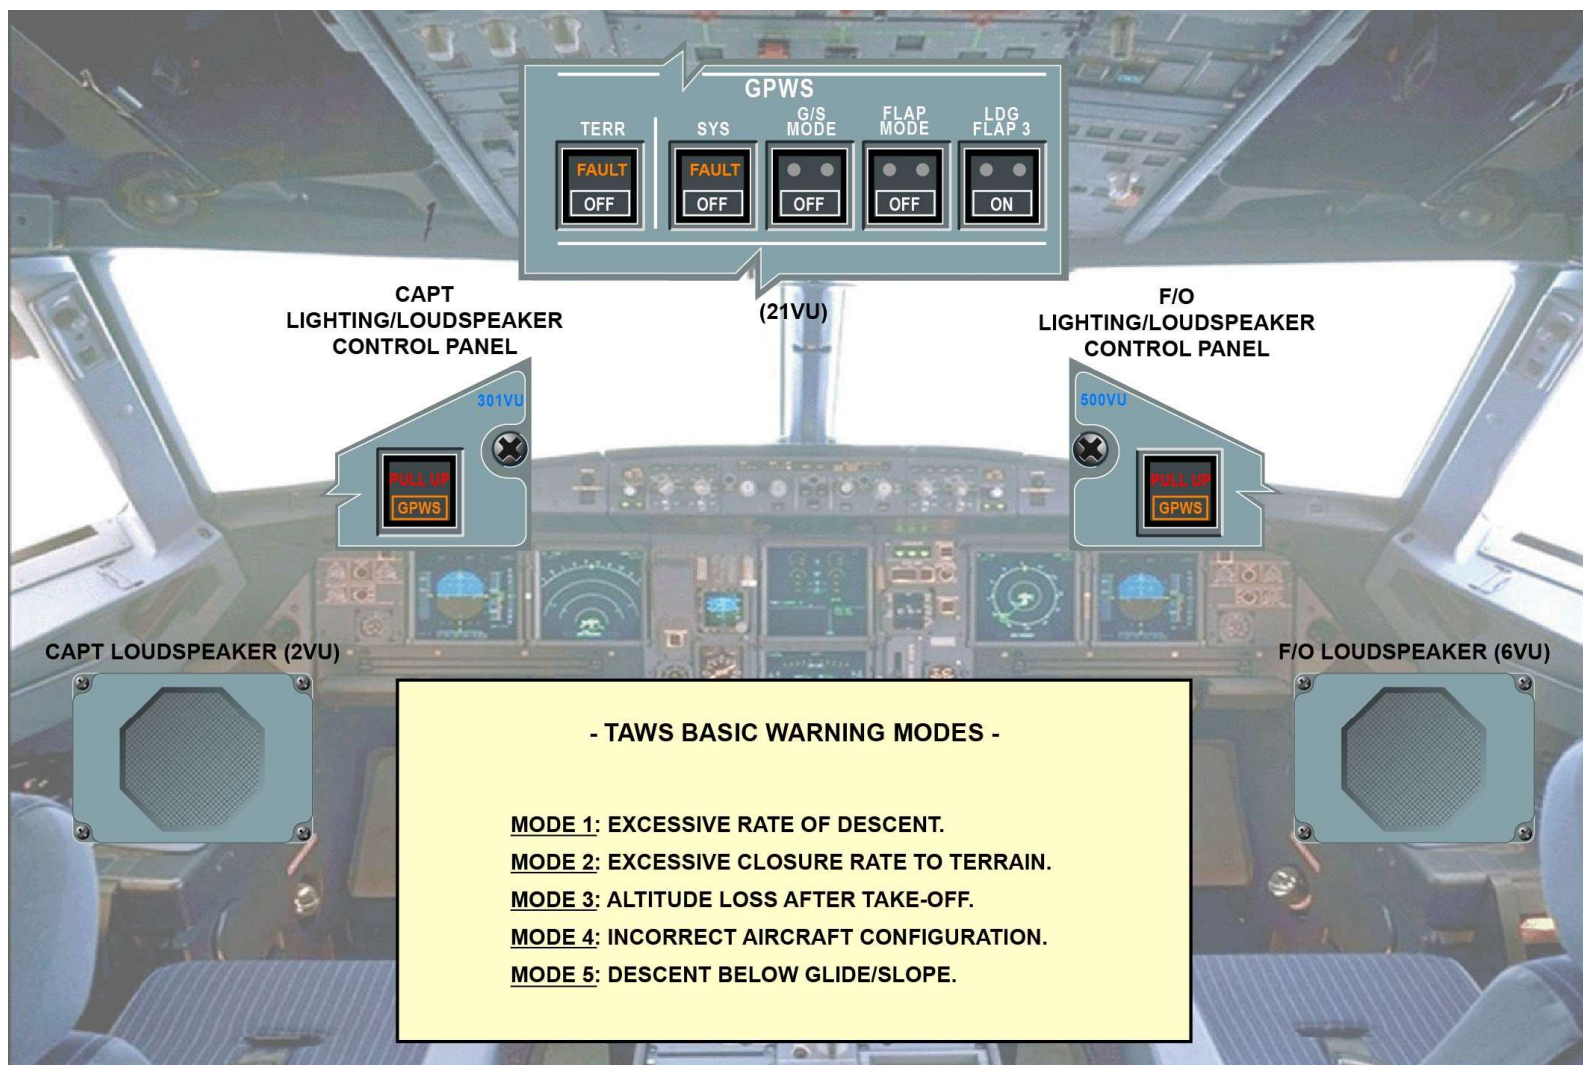 GPWS
TERR
SYS
G/S
MODE
FLAP
MODE
LDG
FLAP 3
FAULT
OFF
FAULT
OFF
OFF
OFF
ON
(21VU)
CAPT
LIGHTING/LOUDSPEAKER
CONTROL PANEL
F/O
LIGHTING/LOUDSPEAKER
CONTROL PANEL
301VU
PULL UP
GPWS
500VU
PULL UP
GPWS
CAPT LOUDSPEAKER (2VU)
F/O LOUDSPEAKER (6VU)
- TAWS BASIC WARNING MODES -
MODE 1: EXCESSIVE RATE OF DESCENT.
MODE 2: EXCESSIVE CLOSURE RATE TO TERRAIN.
MODE 3: ALTITUDE LOSS AFTER TAKE-OFF.
MODE 4: INCORRECT AIRCRAFT CONFIGURATION.
MODE 5: DESCENT BELOW GLIDE/SLOPE.